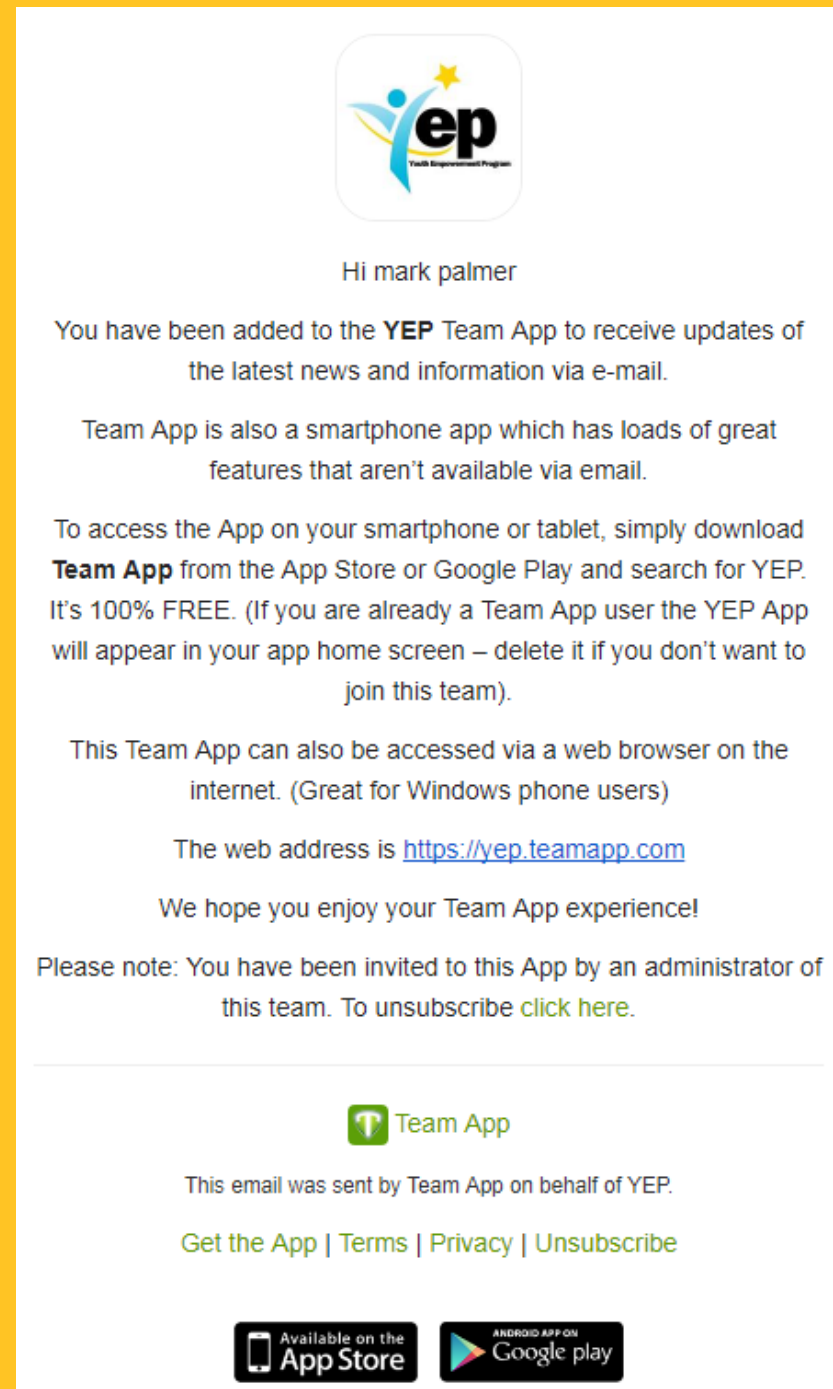 Yep
Youth Empowerment Program
Hi mark palmer
You have been added to the YEP Team App to receive updates of
the latest news and information via e-mail.
Team App is also a smartphone app which has loads of great
features that aren’t available via email.
To access the App on your smartphone or tablet, simply download
Team App from the App Store or Google Play and search for YEP.
It’s 100% FREE. (If you are already a Team App user the YEP App
will appear in your app home screen – delete it if you don’t want to
join this team).
This Team App can also be accessed via a web browser on the
internet. (Great for Windows phone users)
The web address is https://yep.teamapp.com
We hope you enjoy your Team App experience!
Please note: You have been invited to this App by an administrator of
this team. To unsubscribe click here.
T Team App
This email was sent by Team App on behalf of YEP.
Get the App | Terms | Privacy | Unsubscribe
Available on the
App Store
ANDROID APP ON
Google play